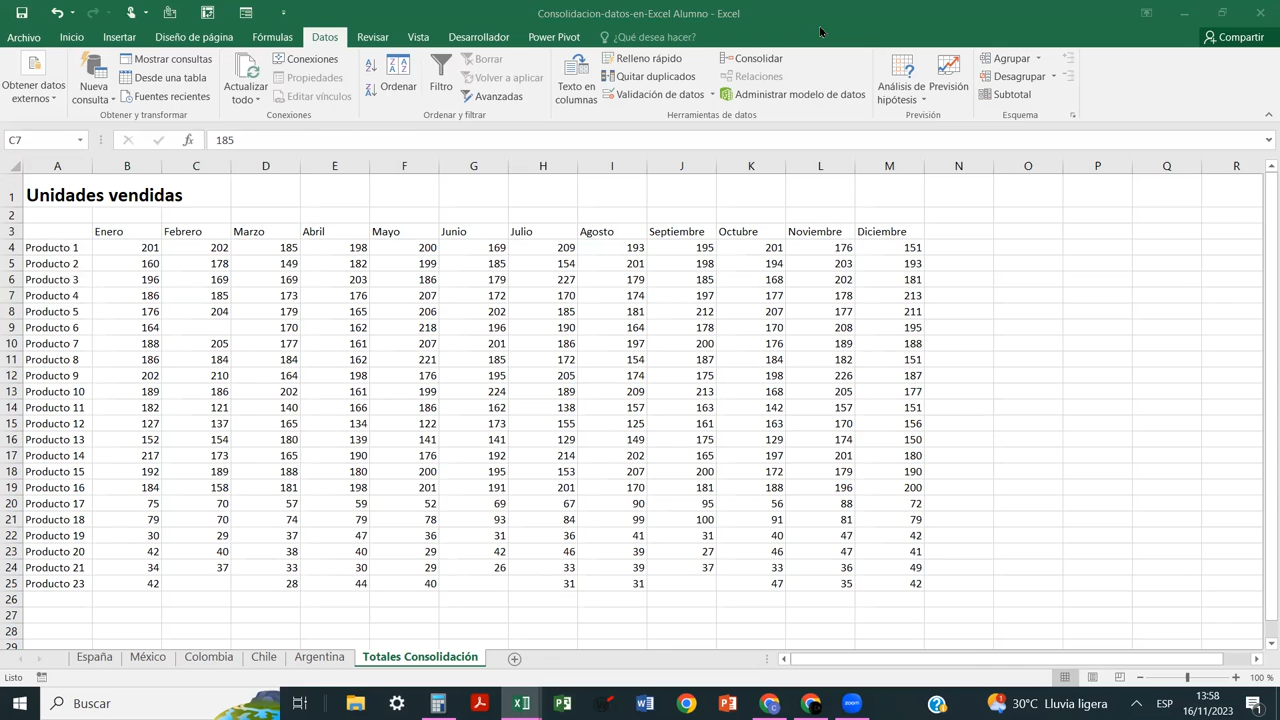 Consolidacion-datos-en-Excel Alumno - Excel
Archivo Inicio Insertar Diseño de página Fórmulas Datos Revisar Vista Desarrollador Power Pivot ¿Qué desea hacer? Compartir
Obtener datos externos
Nueva consulta
Mostrar consultas
Desde una tabla
Fuentes recientes
Obtener y transformar
Actualizar todo
Conexiones
Propiedades
Editar vínculos
Conexiones
Ordenar
Filtro
Borrar
Volver a aplicar
Avanzadas
Ordenar y filtrar
Texto en columnas
Relleno rápido
Quitar duplicados
Validación de datos
Consolidar
Relaciones
Administrar modelo de datos
Herramientas de datos
Análisis de hipótesis
Previsión
Previsión
Agrupar
Desagrupar
Subtotal
Esquema
C7 fx 185
A B C D E F G H I J K L M N O P Q R
1 Unidades vendidas
2
3 Enero Febrero Marzo Abril Mayo Junio Julio Agosto Septiembre Octubre Noviembre Diciembre
4 Producto 1 201 202 185 198 200 169 209 193 195 201 176 151
5 Producto 2 160 178 149 182 199 185 154 201 198 194 203 193
6 Producto 3 196 169 169 203 186 179 227 179 185 168 202 181
7 Producto 4 186 185 173 176 207 172 170 174 197 177 178 213
8 Producto 5 176 204 179 165 206 202 185 181 212 207 177 211
9 Producto 6 164 170 162 218 196 190 164 178 170 208 195
10 Producto 7 188 205 177 161 207 201 186 197 200 176 189 188
11 Producto 8 186 184 184 162 221 185 172 154 187 184 182 151
12 Producto 9 202 210 164 198 176 195 205 174 175 198 226 187
13 Producto 10 189 186 202 161 199 224 189 209 213 168 205 177
14 Producto 11 182 121 140 166 186 162 138 157 163 142 157 151
15 Producto 12 127 137 165 134 122 173 155 125 161 163 170 156
16 Producto 13 152 154 180 139 141 141 129 149 175 129 174 150
17 Producto 14 217 173 165 190 176 192 214 202 165 197 201 180
18 Producto 15 192 189 188 180 200 195 153 207 200 172 179 190
19 Producto 16 184 158 181 198 201 191 201 170 181 188 196 200
20 Producto 17 75 70 57 59 52 69 67 90 95 56 88 72
21 Producto 18 79 70 74 79 78 93 84 99 100 91 81 79
22 Producto 19 30 29 37 47 36 31 36 41 31 40 47 42
23 Producto 20 42 40 38 40 29 42 46 39 27 46 47 41
24 Producto 21 34 37 33 30 29 26 33 39 37 33 36 49
25 Producto 23 42 28 44 40 31 31 47 35 42
26
27
28
29
España México Colombia Chile Argentina Totales Consolidación
Listo 100 %
Buscar 30°C Lluvia ligera ESP 13:58
16/11/2023